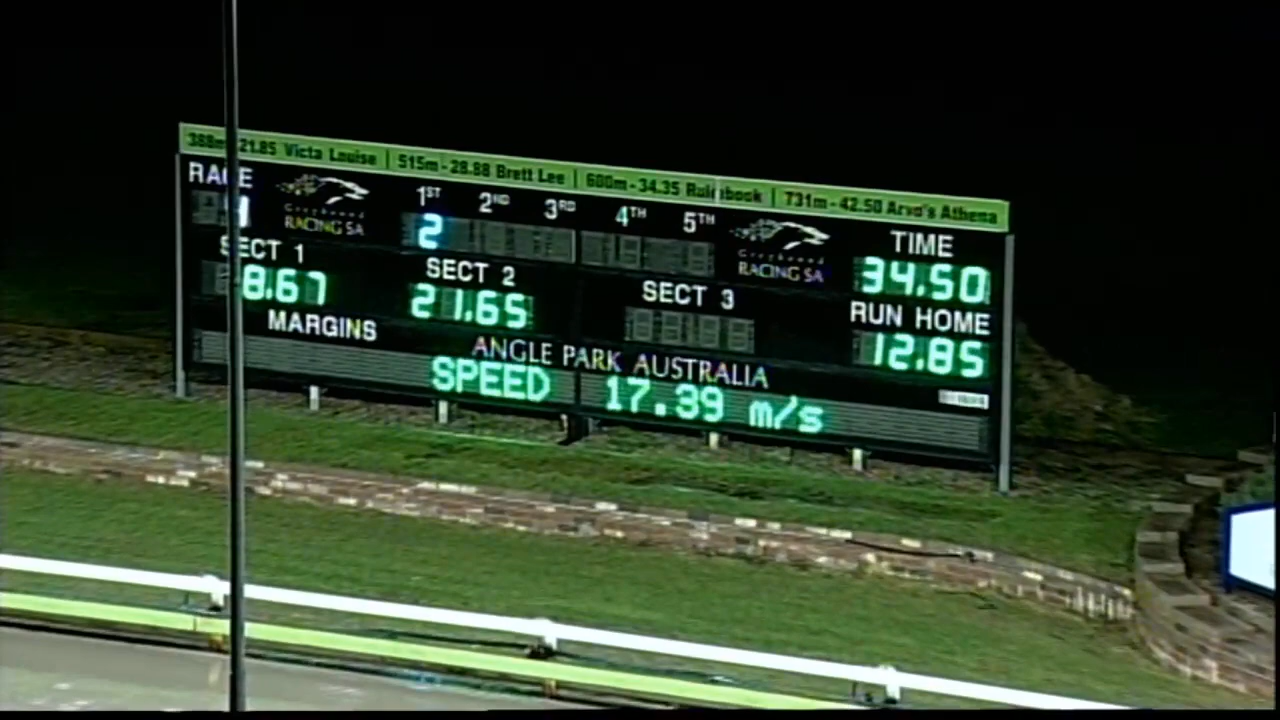 388m - 21.85 Victa Louise | 515m - 28.88 Brett Lee | 600m - 34.35 Rulebook | 731m - 42.50 Arvo's Athena
RACE 1ST 2ND 3RD 4TH 5TH
Greyhound RACING SA
2
Greyhound RACING SA
TIME
34.50
SECT 1 SECT 2 SECT 3 RUN HOME
8.67 21.65 12.85
MARGINS
ANGLE PARK AUSTRALIA
SPEED 17.39 m/s